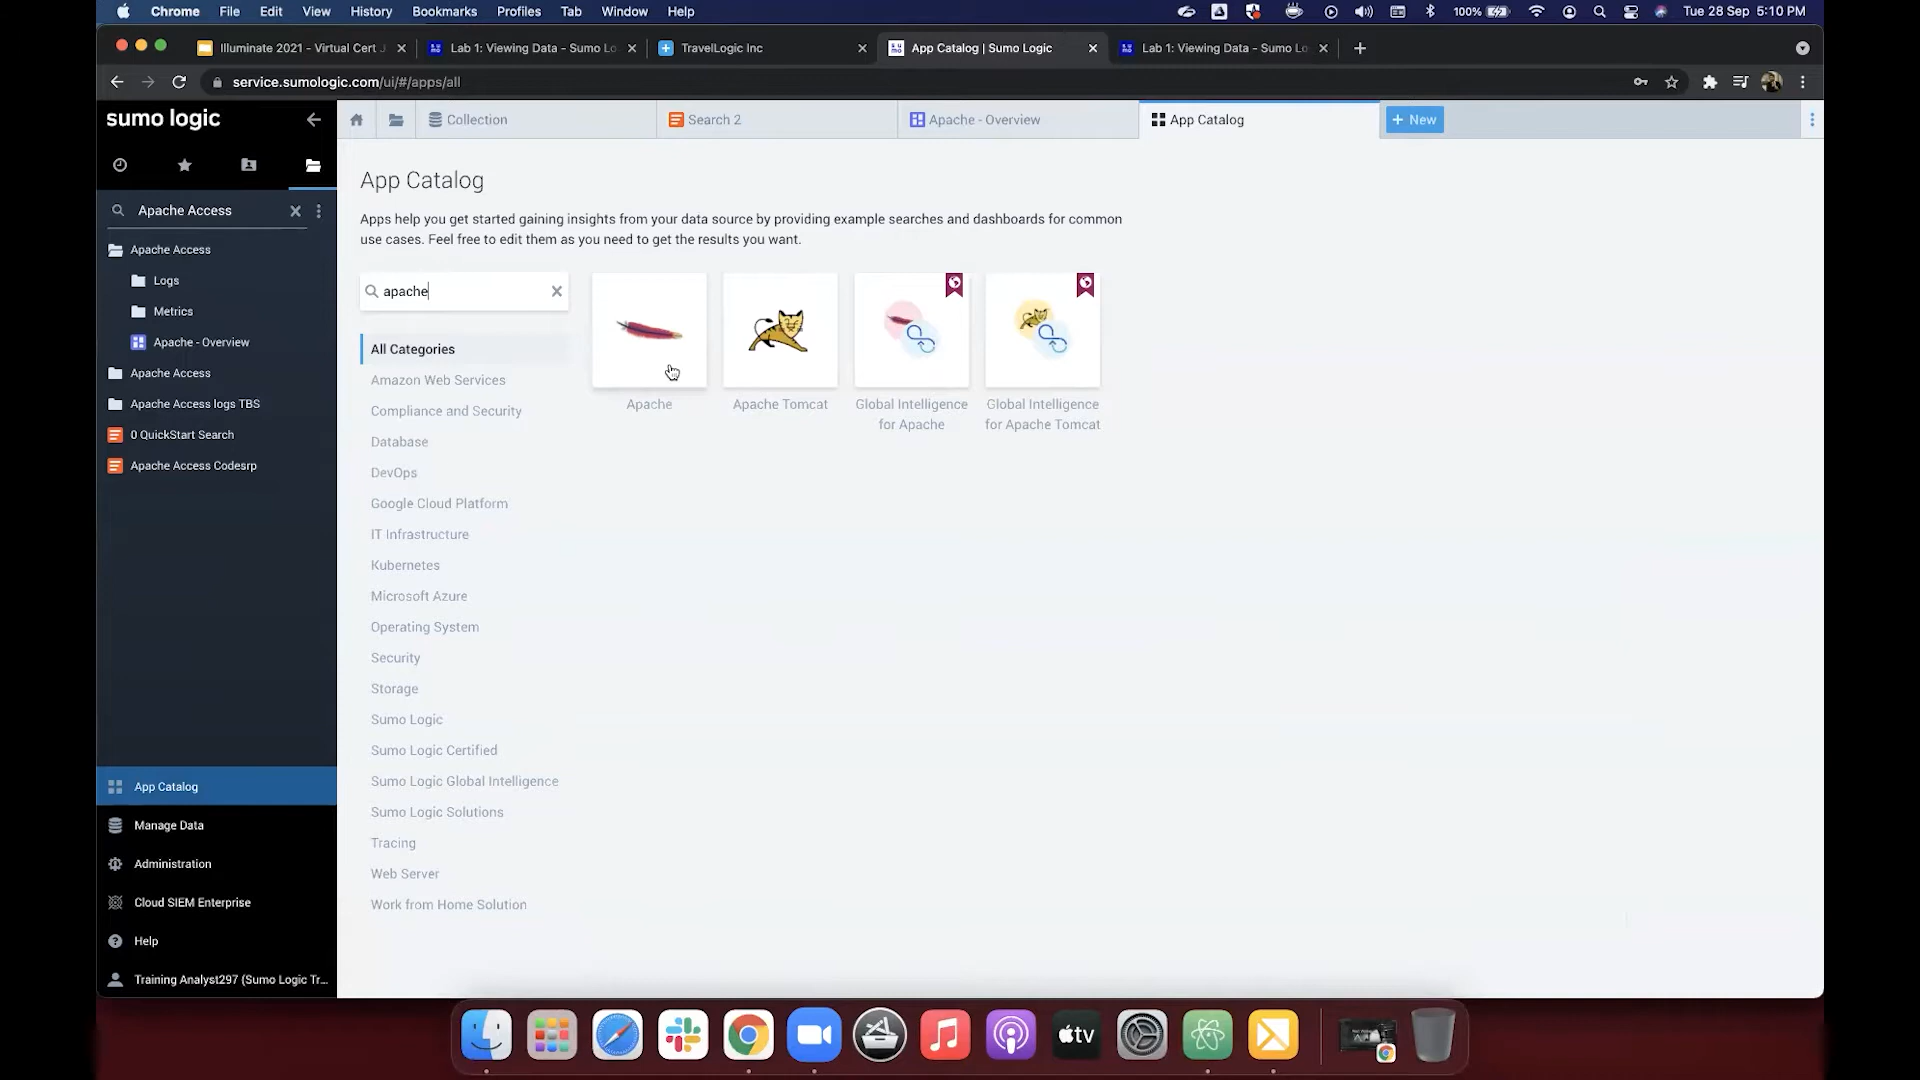 Chrome File Edit View History Bookmarks Profiles Tab Window Help 100% Tue 28 Sep 5:10 PM
Illuminate 2021 - Virtual Cert J
Lab 1: Viewing Data - Sumo Lo
TravelLogic Inc
App Catalog | Sumo Logic
Lab 1: Viewing Data - Sumo Lo
service.sumologic.com/ui/#/apps/all
sumo logic
Collection
Search 2
Apache - Overview
App Catalog
+ New
Apache Access
Apache Access
Logs
Metrics
Apache - Overview
Apache Access
Apache Access logs TBS
0 QuickStart Search
Apache Access Codesrp
App Catalog
Manage Data
Administration
Cloud SIEM Enterprise
Help
Training Analyst297 (Sumo Logic Tr...
App Catalog
Apps help you get started gaining insights from your data source by providing example searches and dashboards for common
use cases. Feel free to edit them as you need to get the results you want.
apache
All Categories
Amazon Web Services
Compliance and Security
Database
DevOps
Google Cloud Platform
IT Infrastructure
Kubernetes
Microsoft Azure
Operating System
Security
Storage
Sumo Logic
Sumo Logic Certified
Sumo Logic Global Intelligence
Sumo Logic Solutions
Tracing
Web Server
Work from Home Solution
Apache
Apache Tomcat
Global Intelligence
for Apache
Global Intelligence
for Apache Tomcat
tv